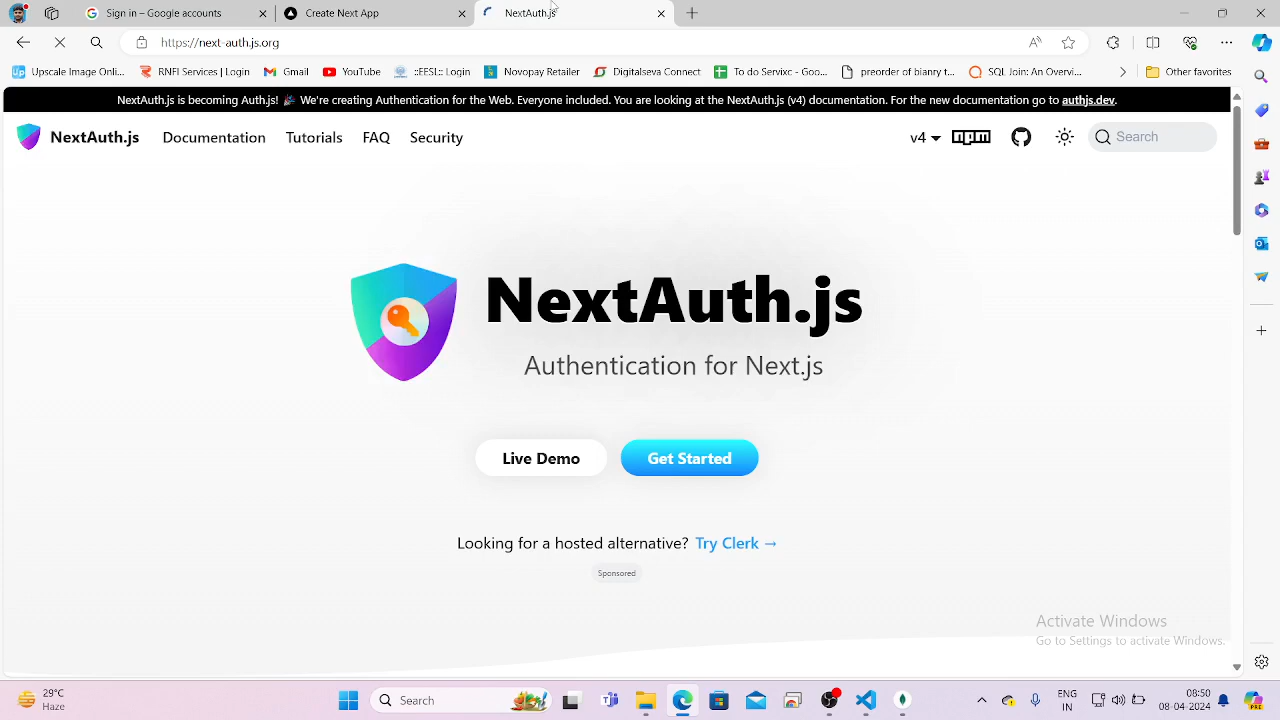 Sign in – Google accounts
Create Next App
NextAuth.js
https://next-auth.js.org
Upscale Image Onl...
RNFI Services | Login
Gmail
YouTube
::EESL:: Login
Novopay Retailer
Digitalseva Connect
To do Servixc - Goo...
preorder of binary t...
SQL Joins - Overvi...
Other favorites
NextAuth.js is becoming Auth.js! 🎉 We're creating Authentication for the Web. Everyone included. You are looking at the NextAuth.js (v4) documentation. For the new documentation go to authjs.dev.
NextAuth.js
Documentation
Tutorials
FAQ
Security
v4
npm
Search
NextAuth.js
Authentication for Next.js
Live Demo
Get Started
Looking for a hosted alternative? Try Clerk →
Sponsored
Activate Windows
Go to Settings to activate Windows.
29°C
Haze
Search
ENG
IN
08:50
08-04-2024